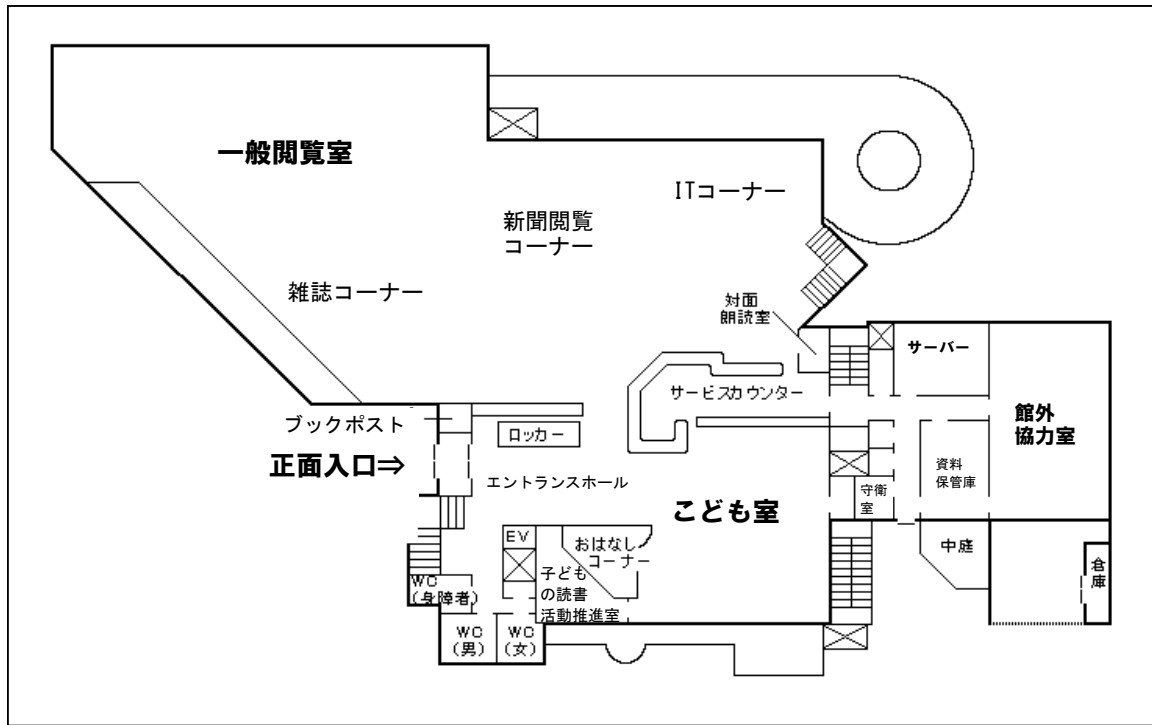 一般閲覧室
ITコーナー
新聞閲覧
コーナー
雑誌コーナー
対面
朗読室
サーバー
サービスカウンター
館外
協力室
ブックポスト
ロッカー
正面入口⇒
エントランスホール
こども室
資料
保管庫
守衛
室
EV
おはなし
コーナー
中庭
倉庫
子ども
の読書
活動推進室
WC
(身障者)
WC
(男)
WC
(女)